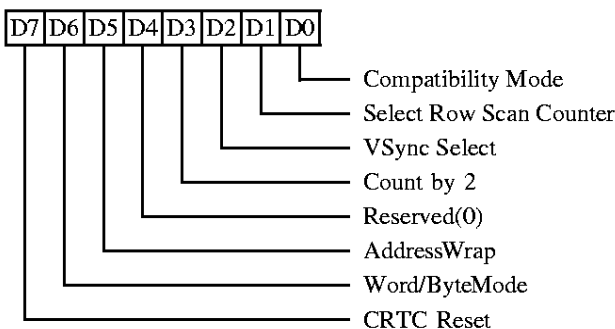 D7 D6 D5 D4 D3 D2 D1 D0
Compatibility Mode
Select Row Scan Counter
VSync Select
Count by 2
Reserved(0)
AddressWrap
Word/ByteMode
CRTC Reset